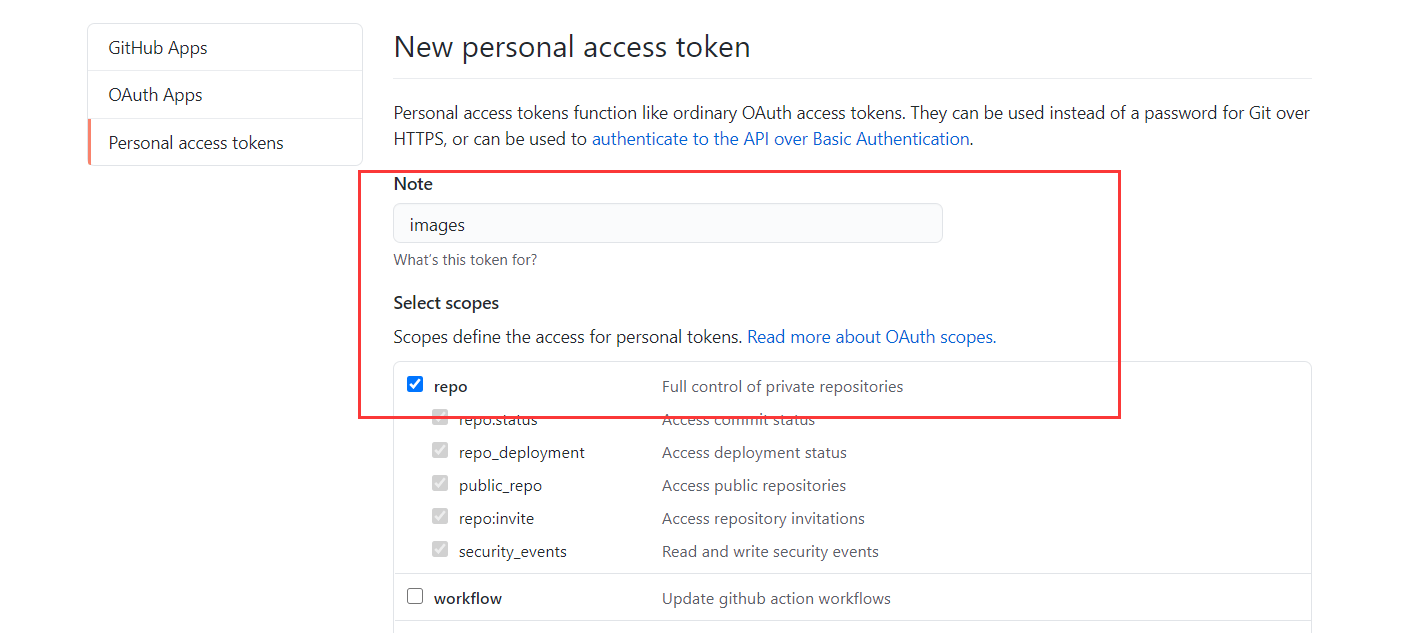 GitHub Apps
OAuth Apps
Personal access tokens
New personal access token
Personal access tokens function like ordinary OAuth access tokens. They can be used instead of a password for Git over
HTTPS, or can be used to authenticate to the API over Basic Authentication.
Note
images
What's this token for?
Select scopes
Scopes define the access for personal tokens. Read more about OAuth scopes.
repo Full control of private repositories
repo:status Access commit status
repo_deployment Access deployment status
public_repo Access public repositories
repo:invite Access repository invitations
security_events Read and write security events
workflow Update github action workflows